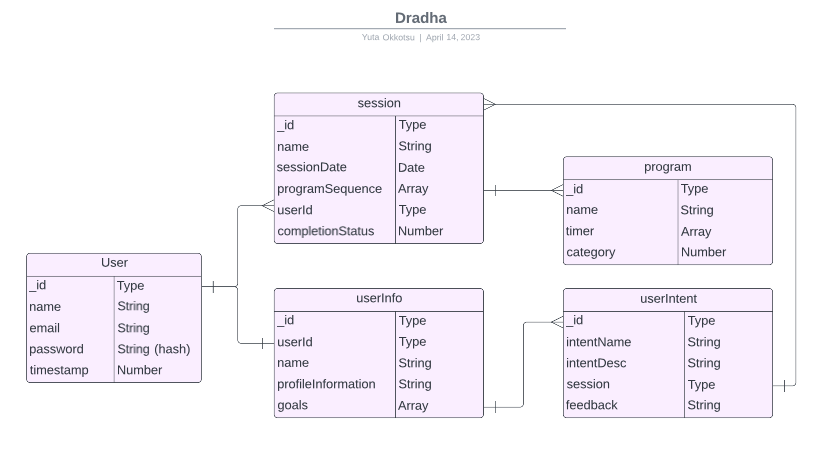 Dradha
Yuta Okkotsu | April 14, 2023
session
_id Type
name String
sessionDate Date
programSequence Array
userId Type
completionStatus Number
program
_id Type
name String
timer Array
category Number
User
_id Type
name String
email String
password String (hash)
timestamp Number
userInfo
_id Type
userId Type
name String
profileInformation String
goals Array
userIntent
_id Type
intentName String
intentDesc String
session Type
feedback String